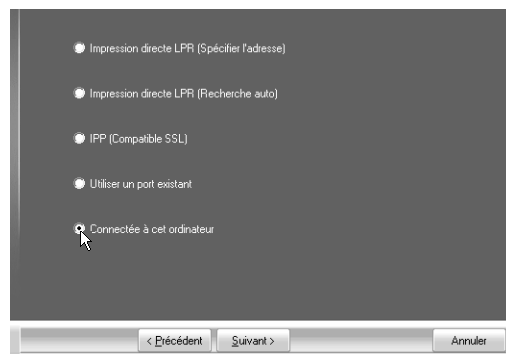 Impression directe LPR (Spécifier l'adresse)
Impression directe LPR (Recherche auto)
IPP (Compatible SSL)
Utiliser un port existant
Connectée à cet ordinateur
< Précédent Suivant > Annuler